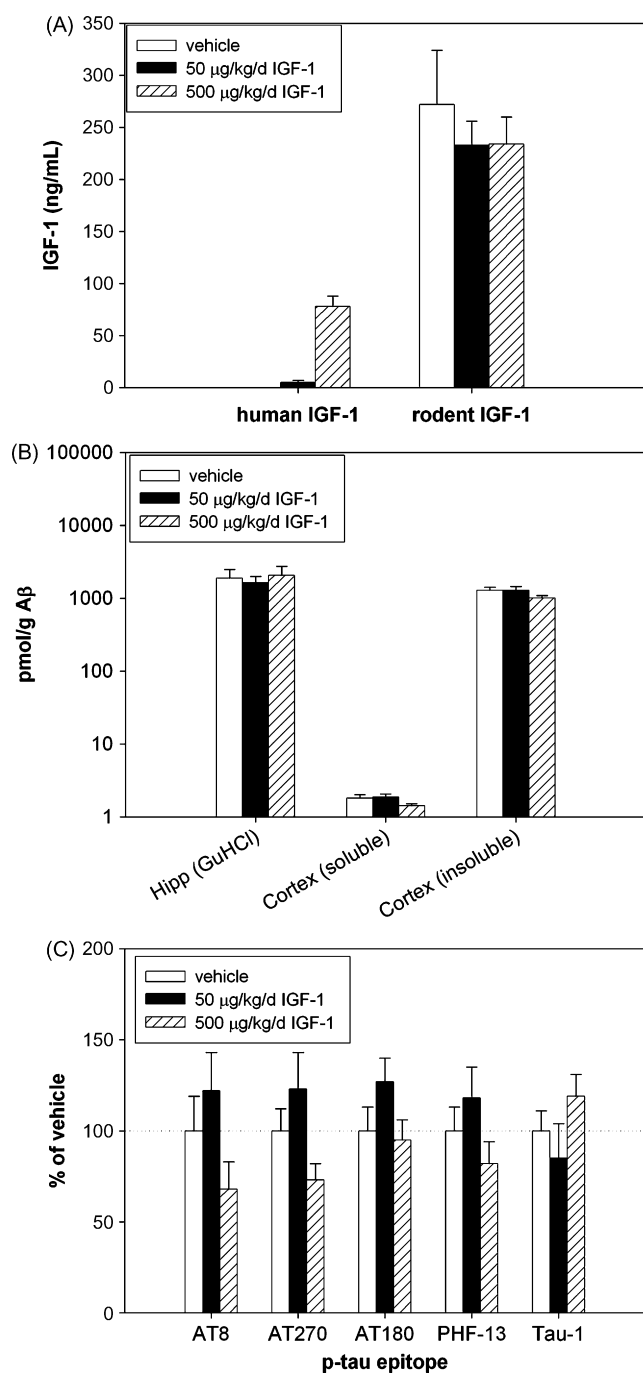 (A)
350
300
250
200
150
100
50
0
IGF-1 (ng/mL)
vehicle
50 μg/kg/d IGF-1
500 μg/kg/d IGF-1
human IGF-1
rodent IGF-1
(B)
100000
10000
1000
100
10
1
pmol/g Aβ
vehicle
50 μg/kg/d IGF-1
500 μg/kg/d IGF-1
Hipp (GuHCl)
Cortex (soluble)
Cortex (insoluble)
(C)
200
150
100
50
0
% of vehicle
vehicle
50 μg/kg/d IGF-1
500 μg/kg/d IGF-1
AT8 AT270 AT180 PHF-13 Tau-1
p-tau epitope